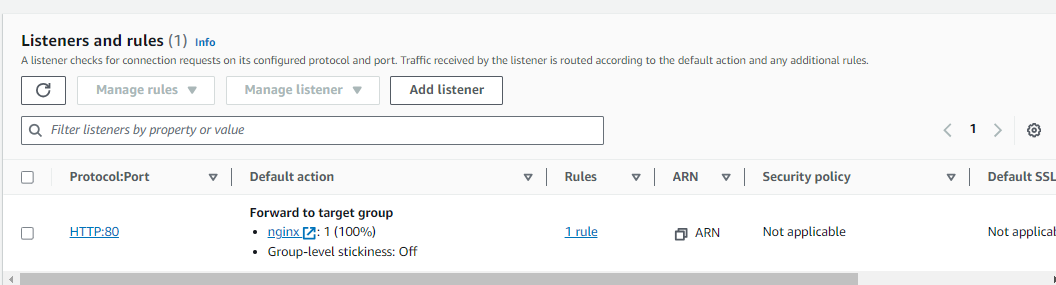 Listeners and rules (1) Info
A listener checks for connection requests on its configured protocol and port. Traffic received by the listener is routed according to the default action and any additional rules.
Manage rules Manage listener Add listener
Filter listeners by property or value 1
Protocol:Port Default action Rules ARN Security policy Default SSL
Forward to target group
HTTP:80 nginx: 1 (100%) 1 rule ARN Not applicable Not applical
Group-level stickiness: Off